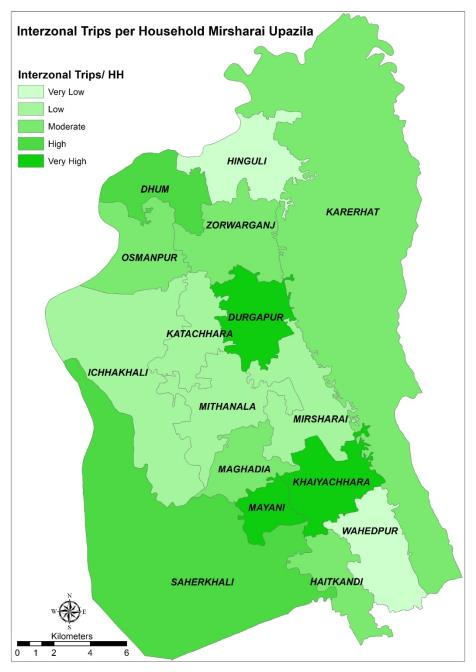 Interzonal Trips per Household Mirsharai Upazila
Interzonal Trips/ HH
Very Low
Low
Moderate
High
Very High
HINGULI
DHUM
KARERHAT
ZORWARGANJ
OSMANPUR
DURGAPUR
KATACHHARA
ICHHAKHALI
MITHANALA
MIRSHARAI
MAGHADIA
KHAIYACHHARA
MAYANI
WAHEDPUR
SAHERKHALI
HAITKANDI
N
W E
S
Kilometers
0 1 2 4 6